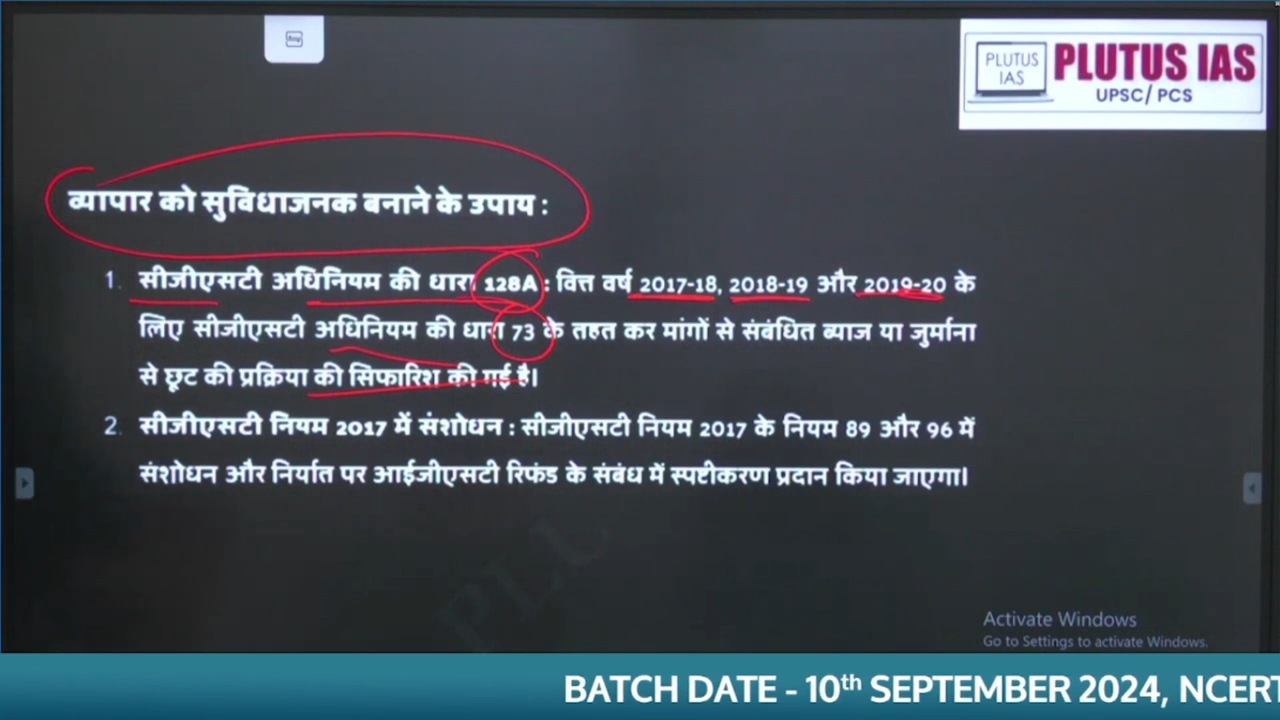 PLUTUS IAS
PLUTUS IAS
UPSC/ PCS
व्यापार को सुविधाजनक बनाने के उपाय :
1. सीजीएसटी अधिनियम की धारा 128A : वित्त वर्ष 2017-18, 2018-19 और 2019-20 के
लिए सीजीएसटी अधिनियम की धारा 73 के तहत कर मांगों से संबंधित ब्याज या जुर्माना
से छूट की प्रक्रिया की सिफारिश की गई है।
2. सीजीएसटी नियम 2017 में संशोधन : सीजीएसटी नियम 2017 के नियम 89 और 96 में
संशोधन और निर्यात पर आईजीएसटी रिफंड के संबंध में स्पष्टीकरण प्रदान किया जाएगा।
PLU
Activate Windows
Go to Settings to activate Windows.
BATCH DATE - 10th SEPTEMBER 2024, NCERT